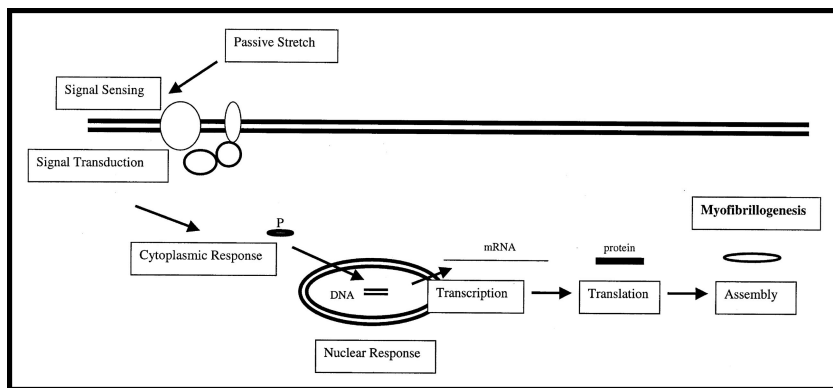 Passive Stretch
Signal Sensing
Signal Transduction
P
Cytoplasmic Response
DNA
Nuclear Response
mRNA
Transcription
protein
Translation
Myofibrillogenesis
Assembly